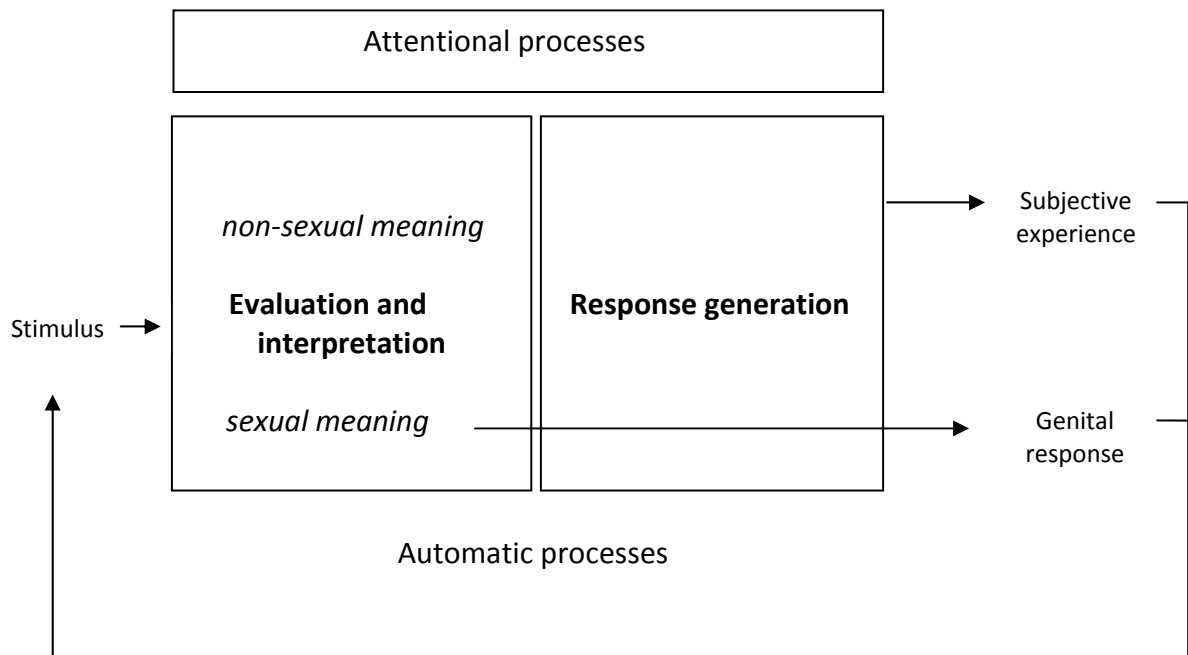 Attentional processes
non-sexual meaning
Evaluation and
interpretation
sexual meaning
Response generation
Stimulus
Subjective
experience
Genital
response
Automatic processes